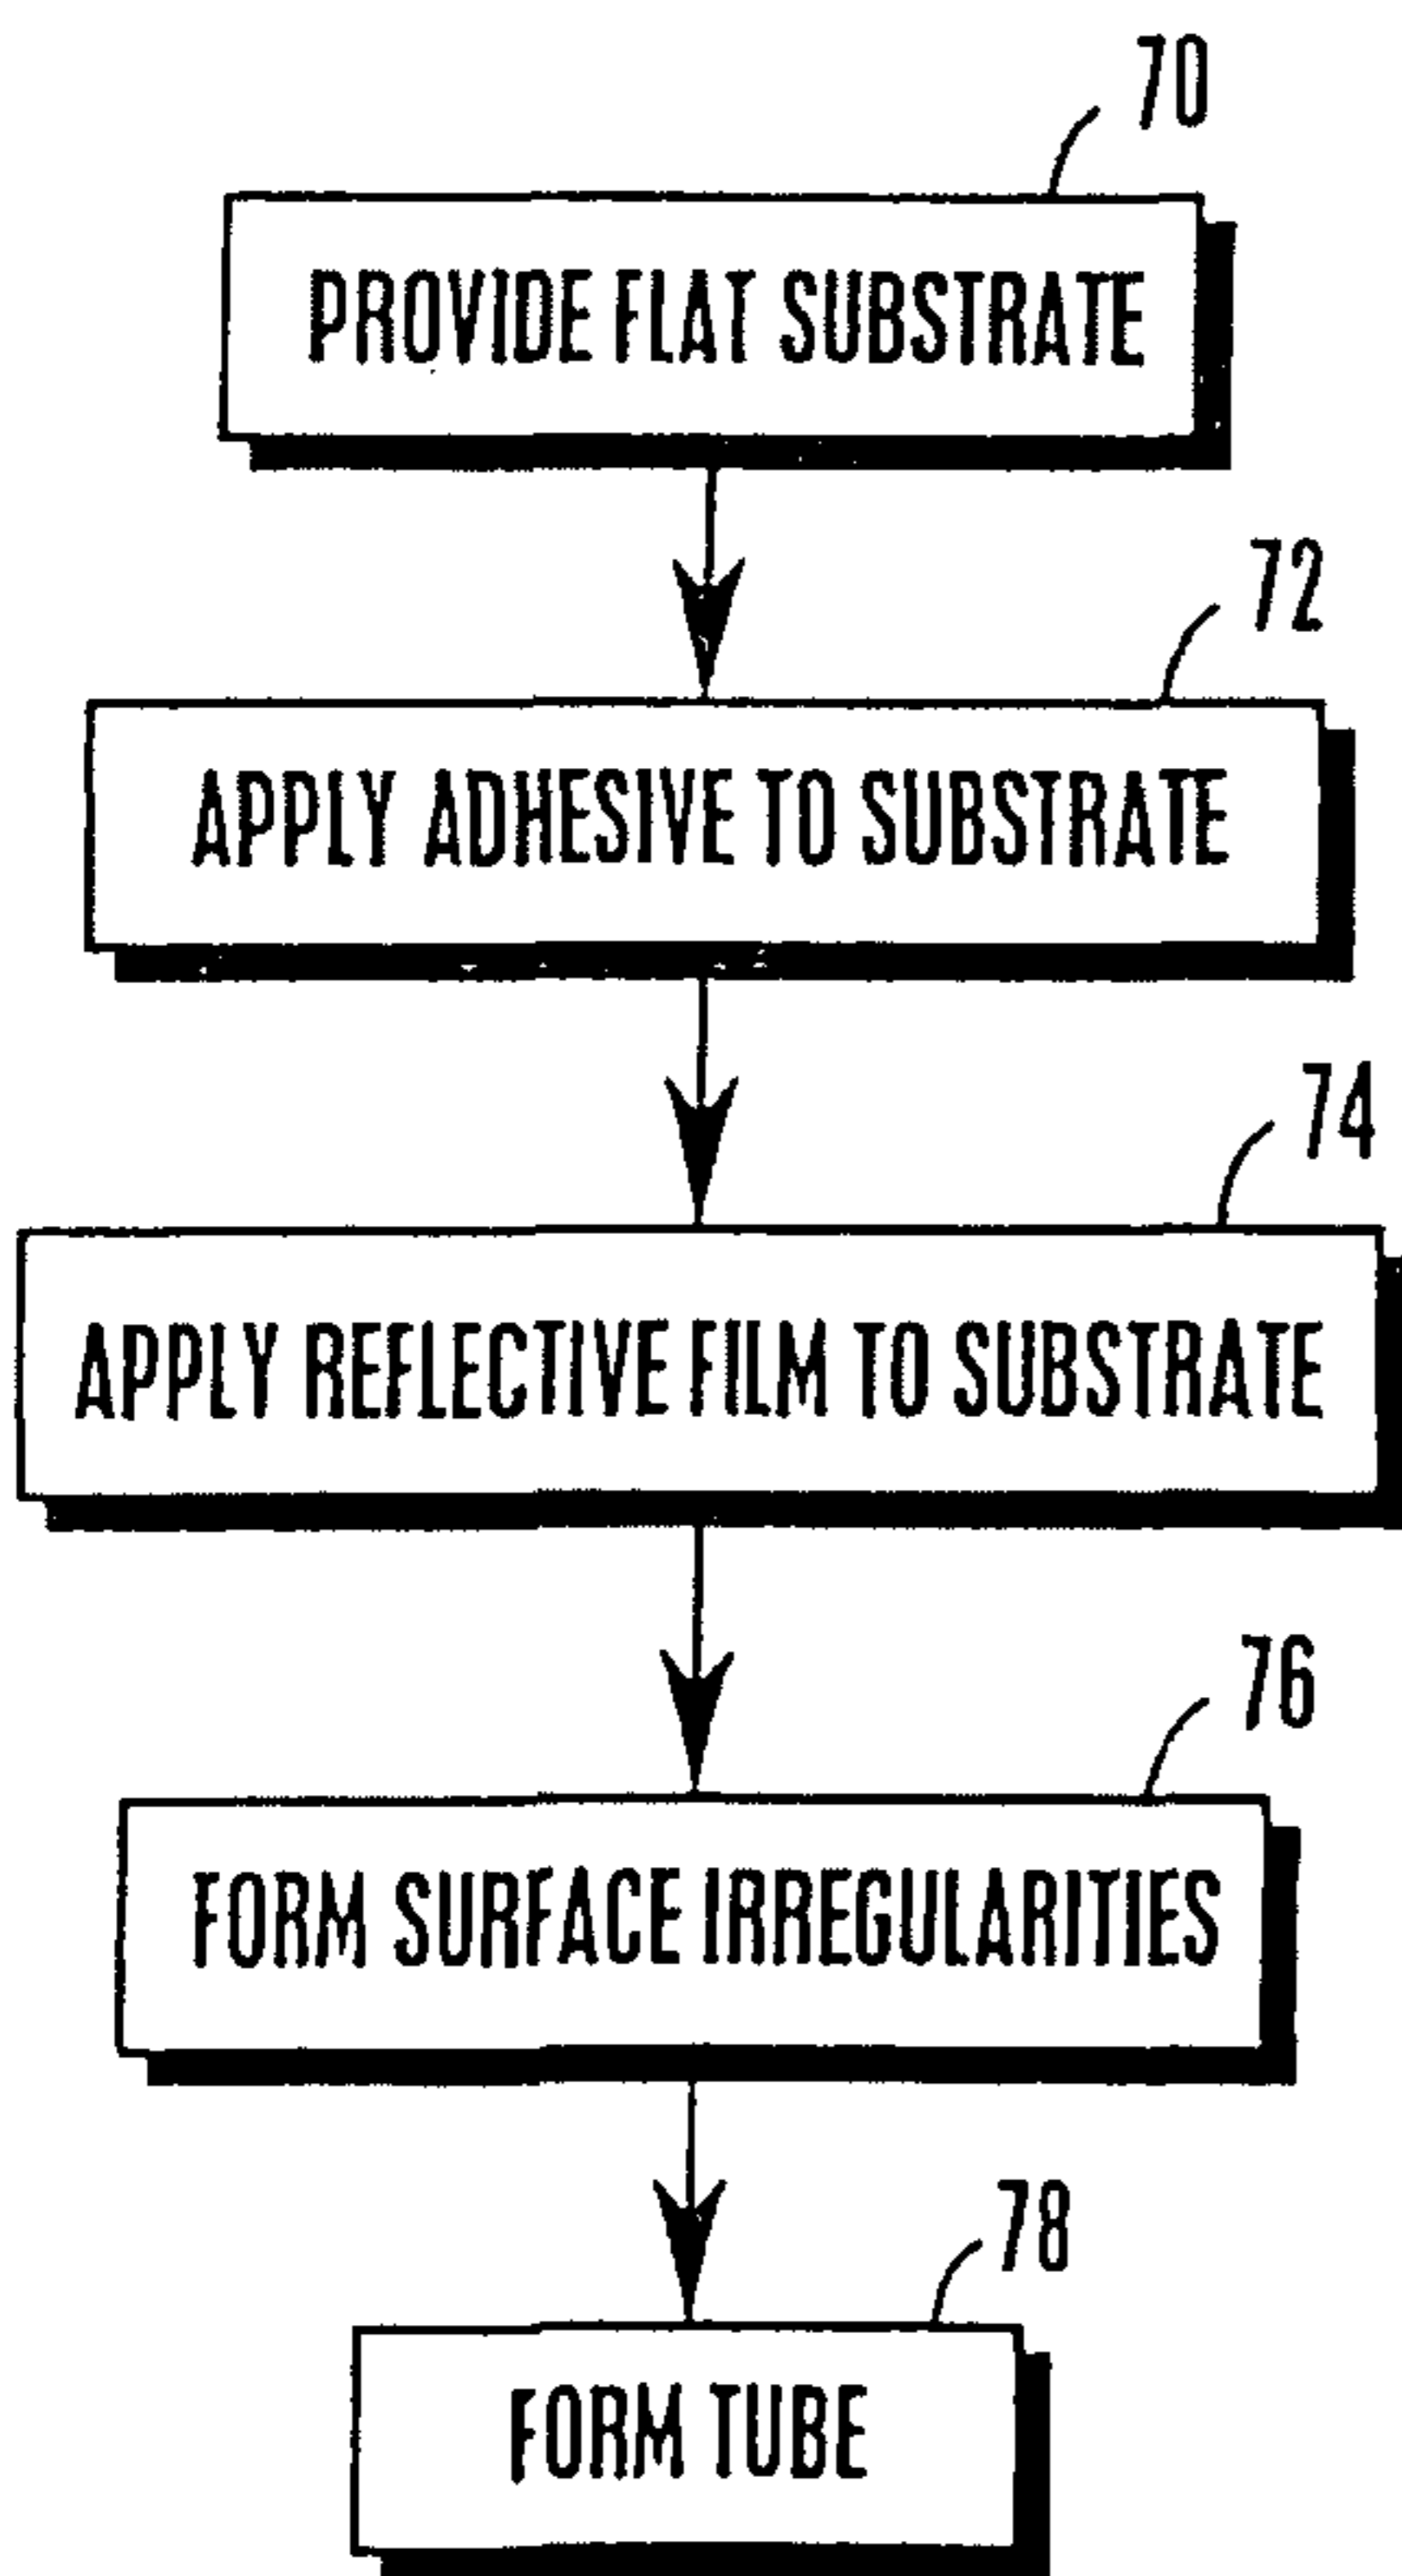 70
PROVIDE FLAT SUBSTRATE
72
APPLY ADHESIVE TO SUBSTRATE
74
APPLY REFLECTIVE FILM TO SUBSTRATE
76
FORM SURFACE IRREGULARITIES
78
FORM TUBE